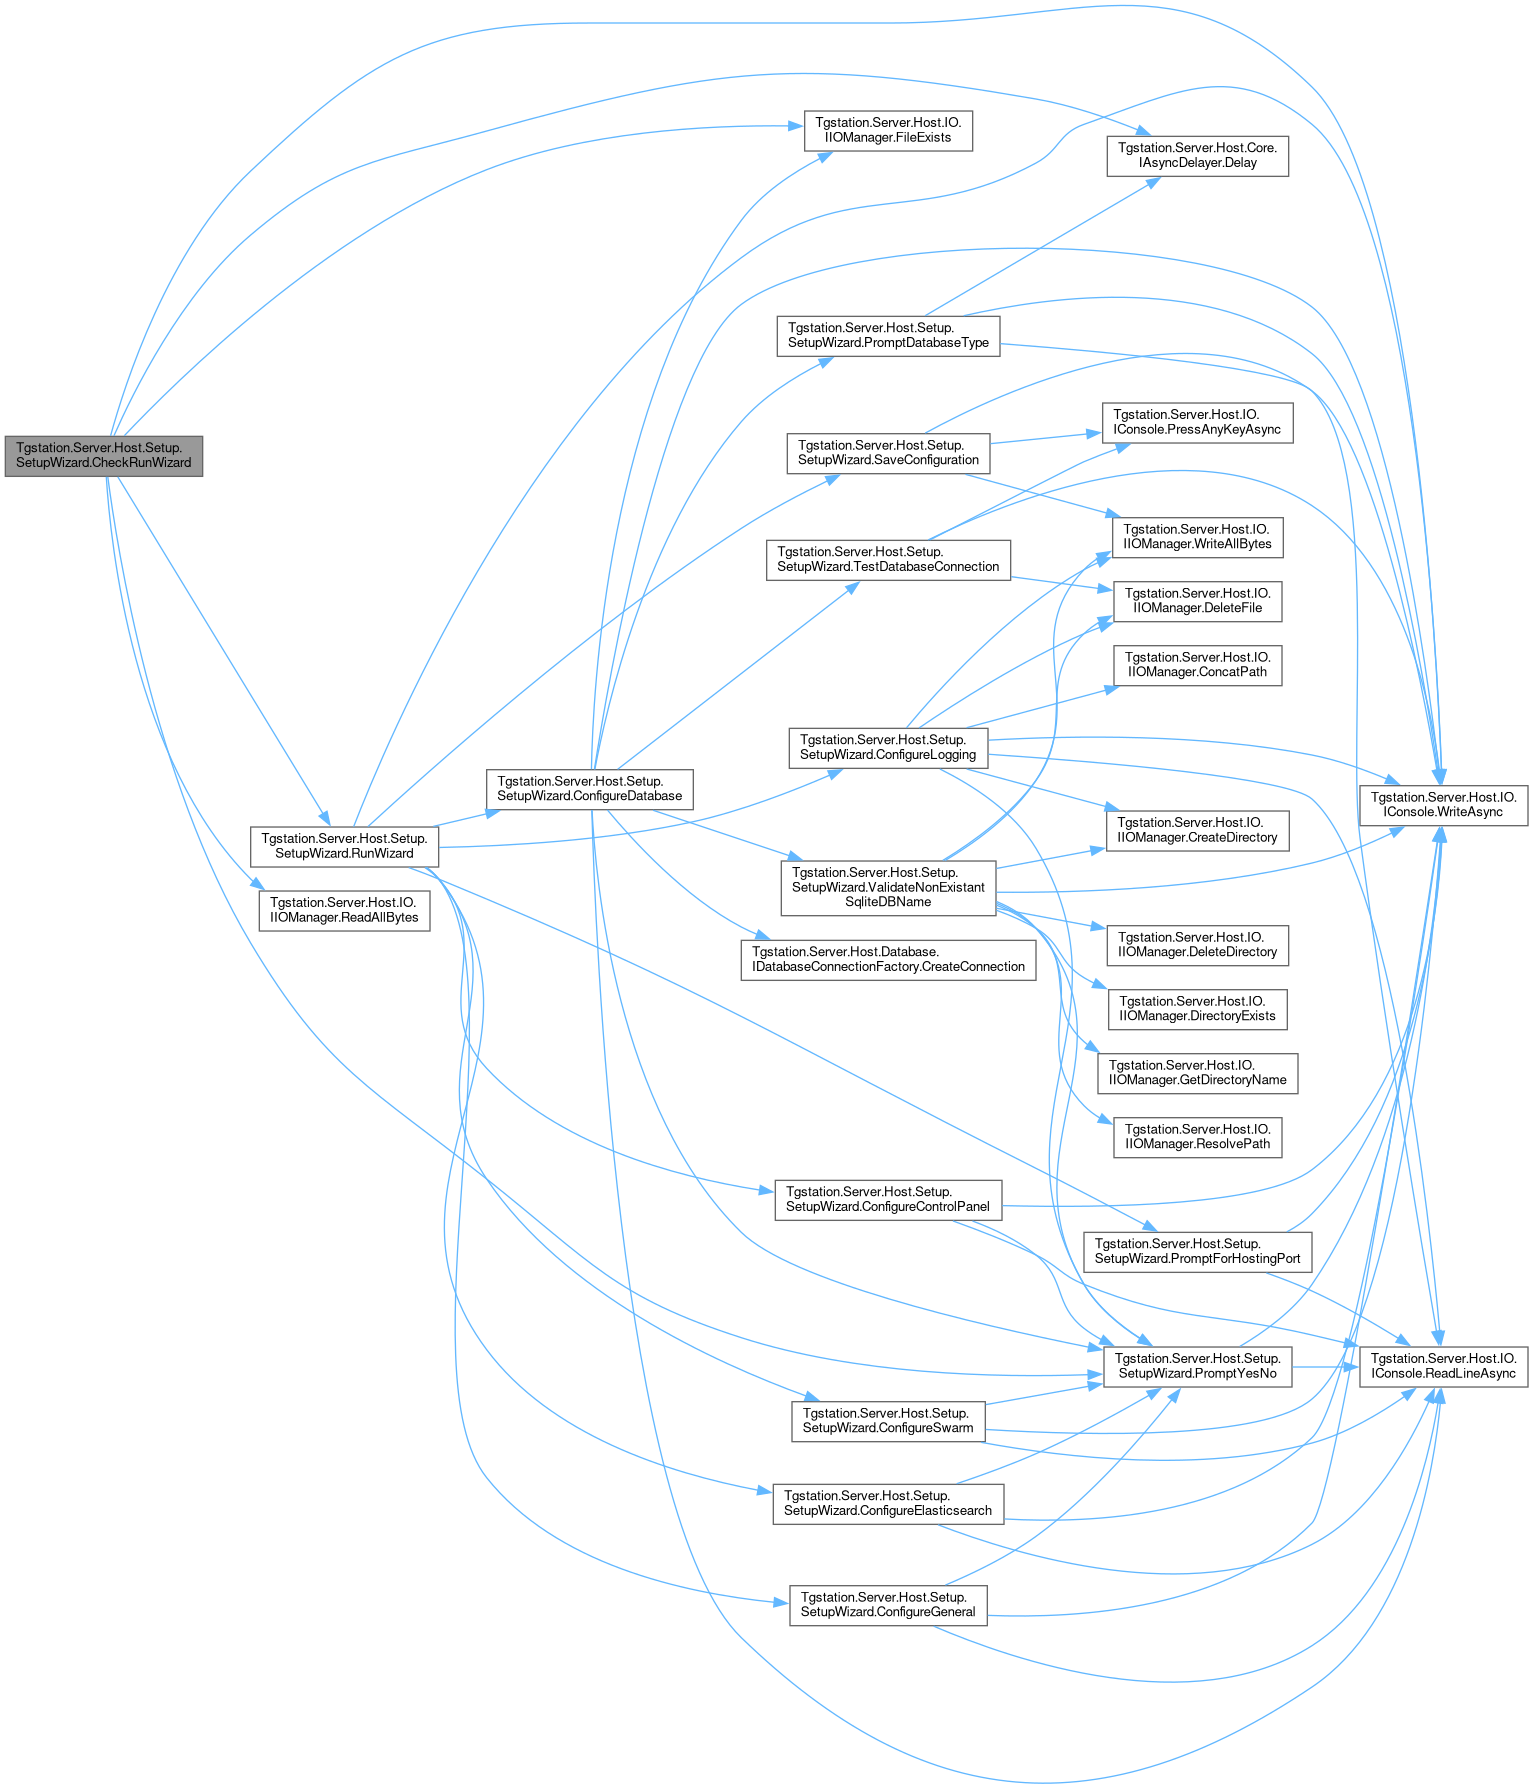 Tgstation.Server.Host.IO.
IIOManager.FileExists
Tgstation.Server.Host.Core.
IAsyncDelayer.Delay
Tgstation.Server.Host.Setup.
SetupWizard.PromptDatabaseType
Tgstation.Server.Host.IO.
IConsole.PressAnyKeyAsync
Tgstation.Server.Host.Setup.
SetupWizard.CheckRunWizard
Tgstation.Server.Host.Setup.
SetupWizard.SaveConfiguration
Tgstation.Server.Host.IO.
IIOManager.WriteAllBytes
Tgstation.Server.Host.Setup.
SetupWizard.TestDatabaseConnection
Tgstation.Server.Host.IO.
IIOManager.DeleteFile
Tgstation.Server.Host.IO.
IIOManager.ConcatPath
Tgstation.Server.Host.Setup.
SetupWizard.ConfigureLogging
Tgstation.Server.Host.Setup.
SetupWizard.ConfigureDatabase
Tgstation.Server.Host.IO.
IConsole.WriteAsync
Tgstation.Server.Host.IO.
IIOManager.CreateDirectory
Tgstation.Server.Host.Setup.
SetupWizard.RunWizard
Tgstation.Server.Host.Setup.
SetupWizard.ValidateNonExistant
SqliteDBName
Tgstation.Server.Host.IO.
IIOManager.ReadAllBytes
Tgstation.Server.Host.IO.
IIOManager.DeleteDirectory
Tgstation.Server.Host.Database.
IDatabaseConnectionFactory.CreateConnection
Tgstation.Server.Host.IO.
IIOManager.DirectoryExists
Tgstation.Server.Host.IO.
IIOManager.GetDirectoryName
Tgstation.Server.Host.IO.
IIOManager.ResolvePath
Tgstation.Server.Host.Setup.
SetupWizard.ConfigureControlPanel
Tgstation.Server.Host.Setup.
SetupWizard.PromptForHostingPort
Tgstation.Server.Host.Setup.
SetupWizard.PromptYesNo
Tgstation.Server.Host.IO.
IConsole.ReadLineAsync
Tgstation.Server.Host.Setup.
SetupWizard.ConfigureSwarm
Tgstation.Server.Host.Setup.
SetupWizard.ConfigureElasticsearch
Tgstation.Server.Host.Setup.
SetupWizard.ConfigureGeneral